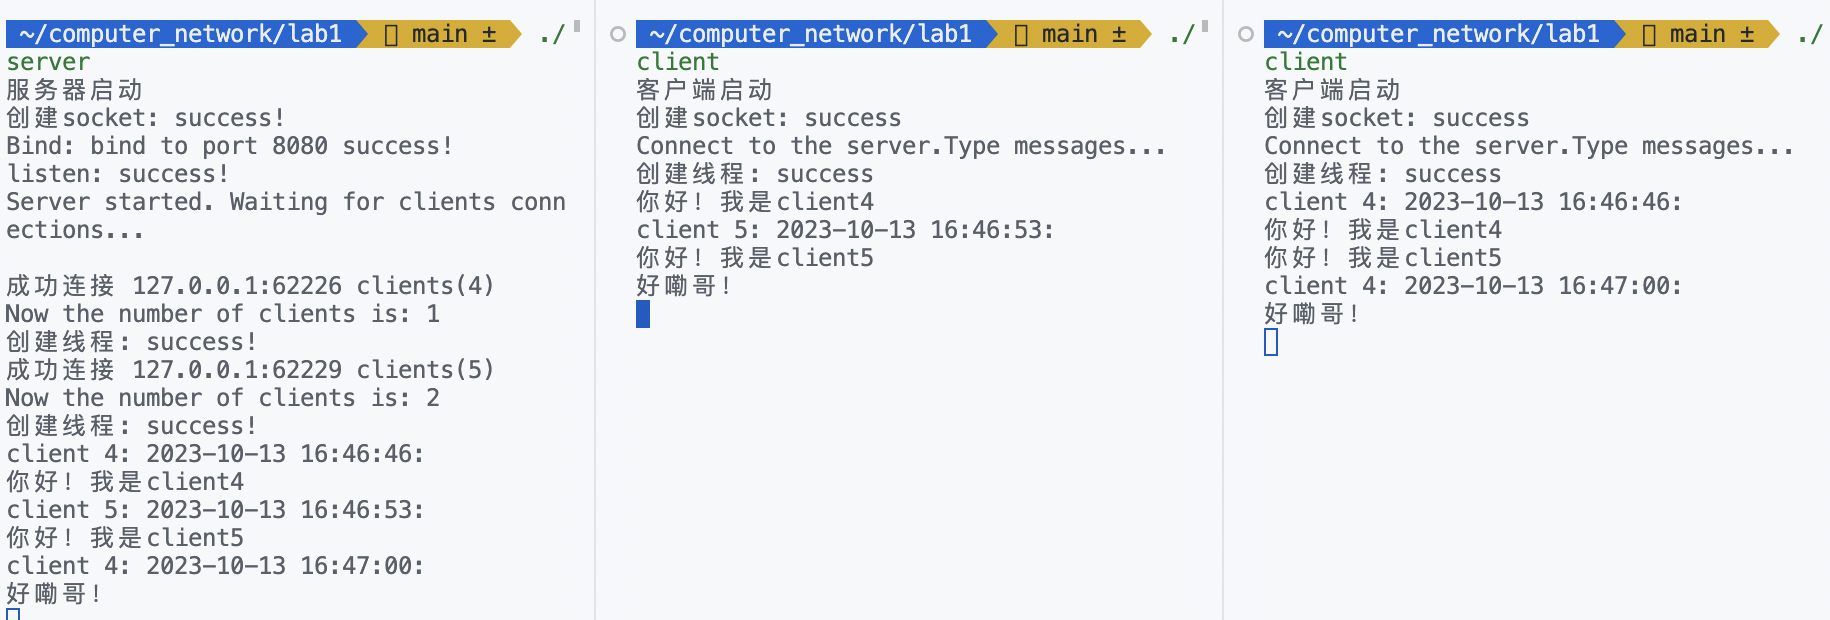 ~/computer_network/lab1 main ± ./
server
服务器启动
创建socket: success!
Bind: bind to port 8080 success!
listen: success!
Server started. Waiting for clients conn
ections...
成功连接 127.0.0.1:62226 clients(4)
Now the number of clients is: 1
创建线程: success!
成功连接 127.0.0.1:62229 clients(5)
Now the number of clients is: 2
创建线程: success!
client 4: 2023-10-13 16:46:46:
你好！我是client4
client 5: 2023-10-13 16:46:53:
你好！我是client5
client 4: 2023-10-13 16:47:00:
好嘞哥！
~/computer_network/lab1 main ± ./
client
客户端启动
创建socket: success
Connect to the server.Type messages...
创建线程: success
你好！我是client4
client 5: 2023-10-13 16:46:53:
你好！我是client5
好嘞哥！
~/computer_network/lab1 main ± ./
client
客户端启动
创建socket: success
Connect to the server.Type messages...
创建线程: success
client 4: 2023-10-13 16:46:46:
你好！我是client4
你好！我是client5
client 4: 2023-10-13 16:47:00:
好嘞哥！